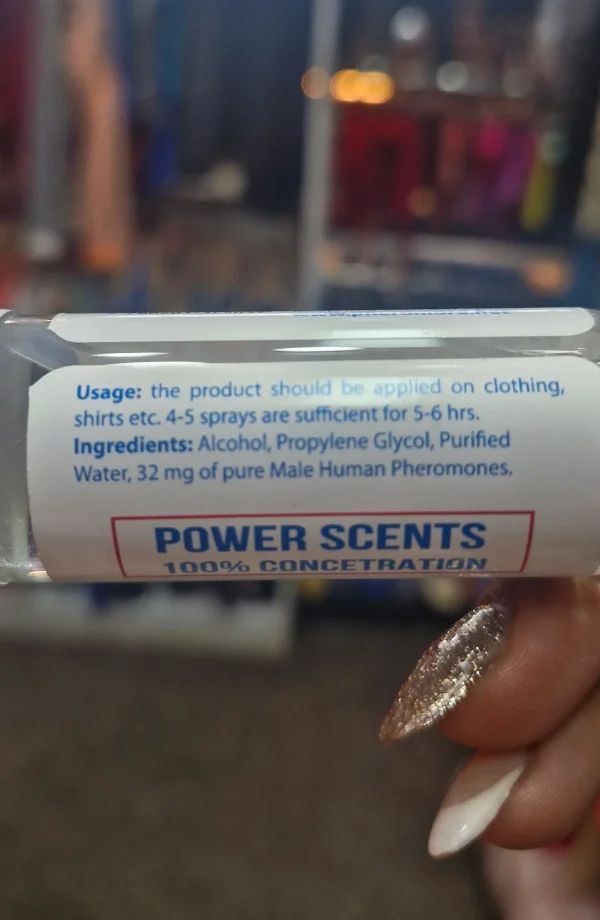 Usage: the product should be applied on clothing,
shirts etc. 4-5 sprays are sufficient for 5-6 hrs.
Ingredients: Alcohol, Propylene Glycol, Purified
Water, 32 mg of pure Male Human Pheromones.
POWER SCENTS
100% CONCETRATION